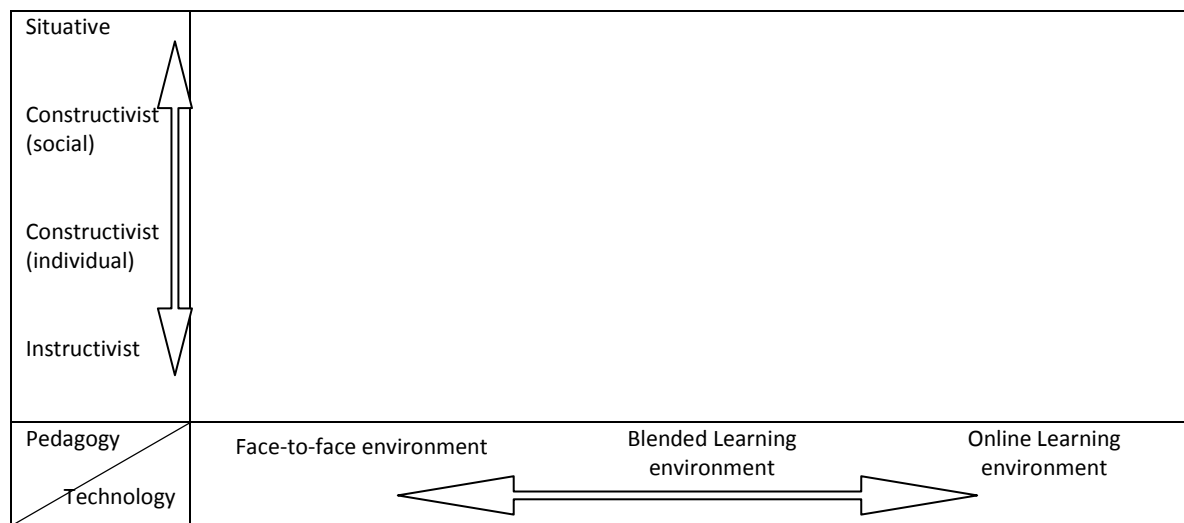 Situative
Constructivist
(social)
Constructivist
(individual)
Instructivist
Pedagogy
Technology
Face-to-face environment
Blended Learning
environment
Online Learning
environment